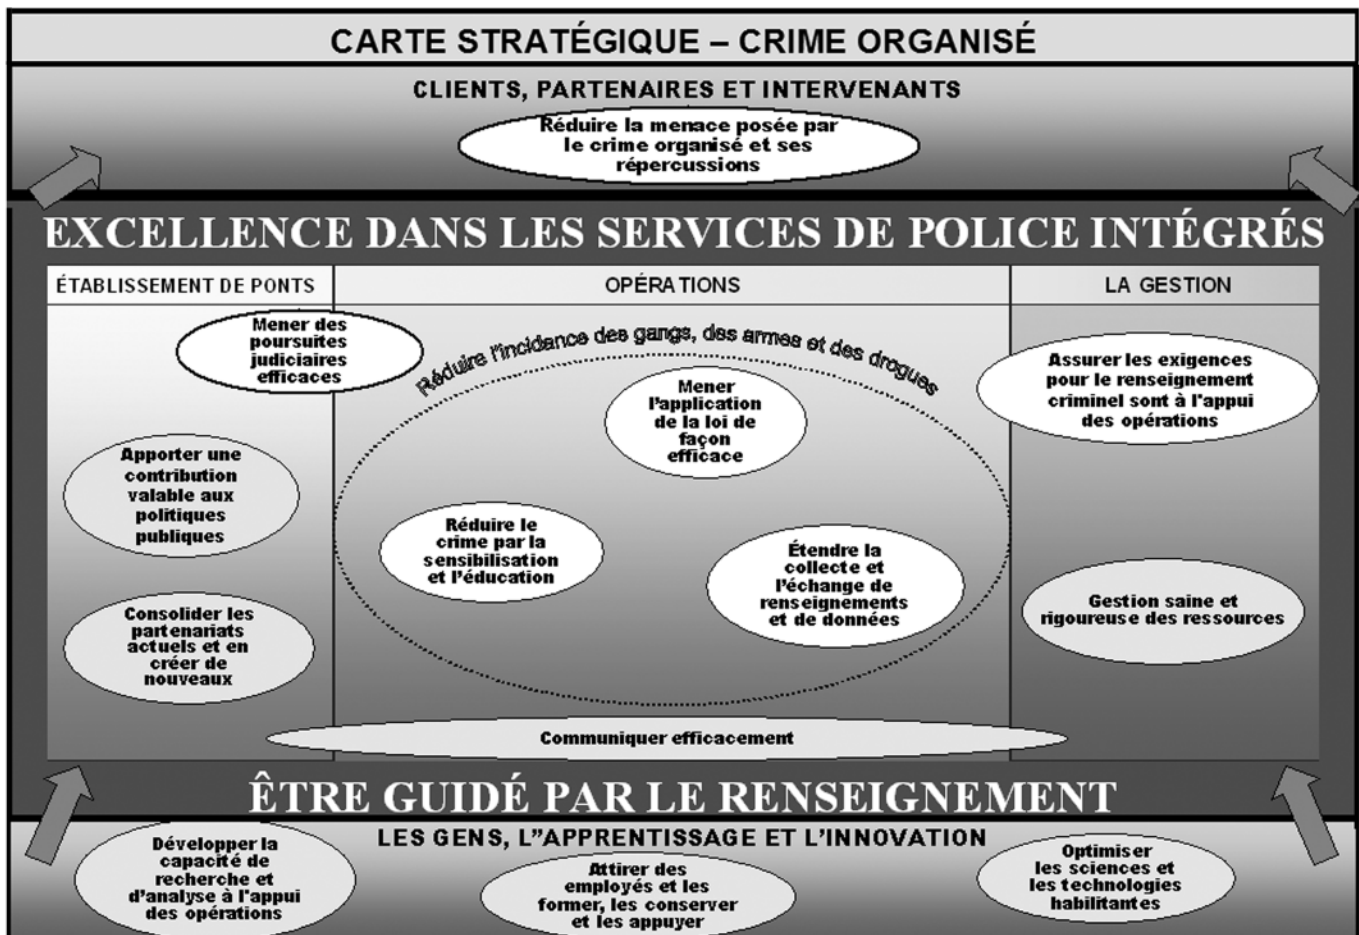 CARTE STRATÉGIQUE – CRIME ORGANISÉ
CLIENTS, PARTENAIRES ET INTERVENANTS
Réduire la menace posée par
le crime organisé et ses
répercussions
EXCELLENCE DANS LES SERVICES DE POLICE INTÉGRÉS
ÉTABLISSEMENT DE PONTS
Mener des
poursuites
judiciaires
efficaces
Apporter une
contribution
valable aux
politiques
publiques
Consolider les
partenariats
actuels et en
créer de
nouveaux
OPÉRATIONS
Réduire l'incidence des gangs, des armes et des drogues
Mener
l'application
de la loi de
façon
efficace
Réduire le
crime par la
sensibilisation
et l'éducation
Étendre la
collecte et
l'échange de
renseignements
et de données
LA GESTION
Assurer les exigences
pour le renseignement
criminel sont à l'appui
des opérations
Gestion saine et
rigoureuse des ressources
Communiquer efficacement
ÊTRE GUIDÉ PAR LE RENSEIGNEMENT
LES GENS, L"APPRENTISSAGE ET L'INNOVATION
Développer la
capacité de
recherche et
d'analyse à l'appui
des opérations
Attirer des
employés et les
former, les conserver
et les appuyer
Optimiser
les sciences et
les technologies
habilitantes